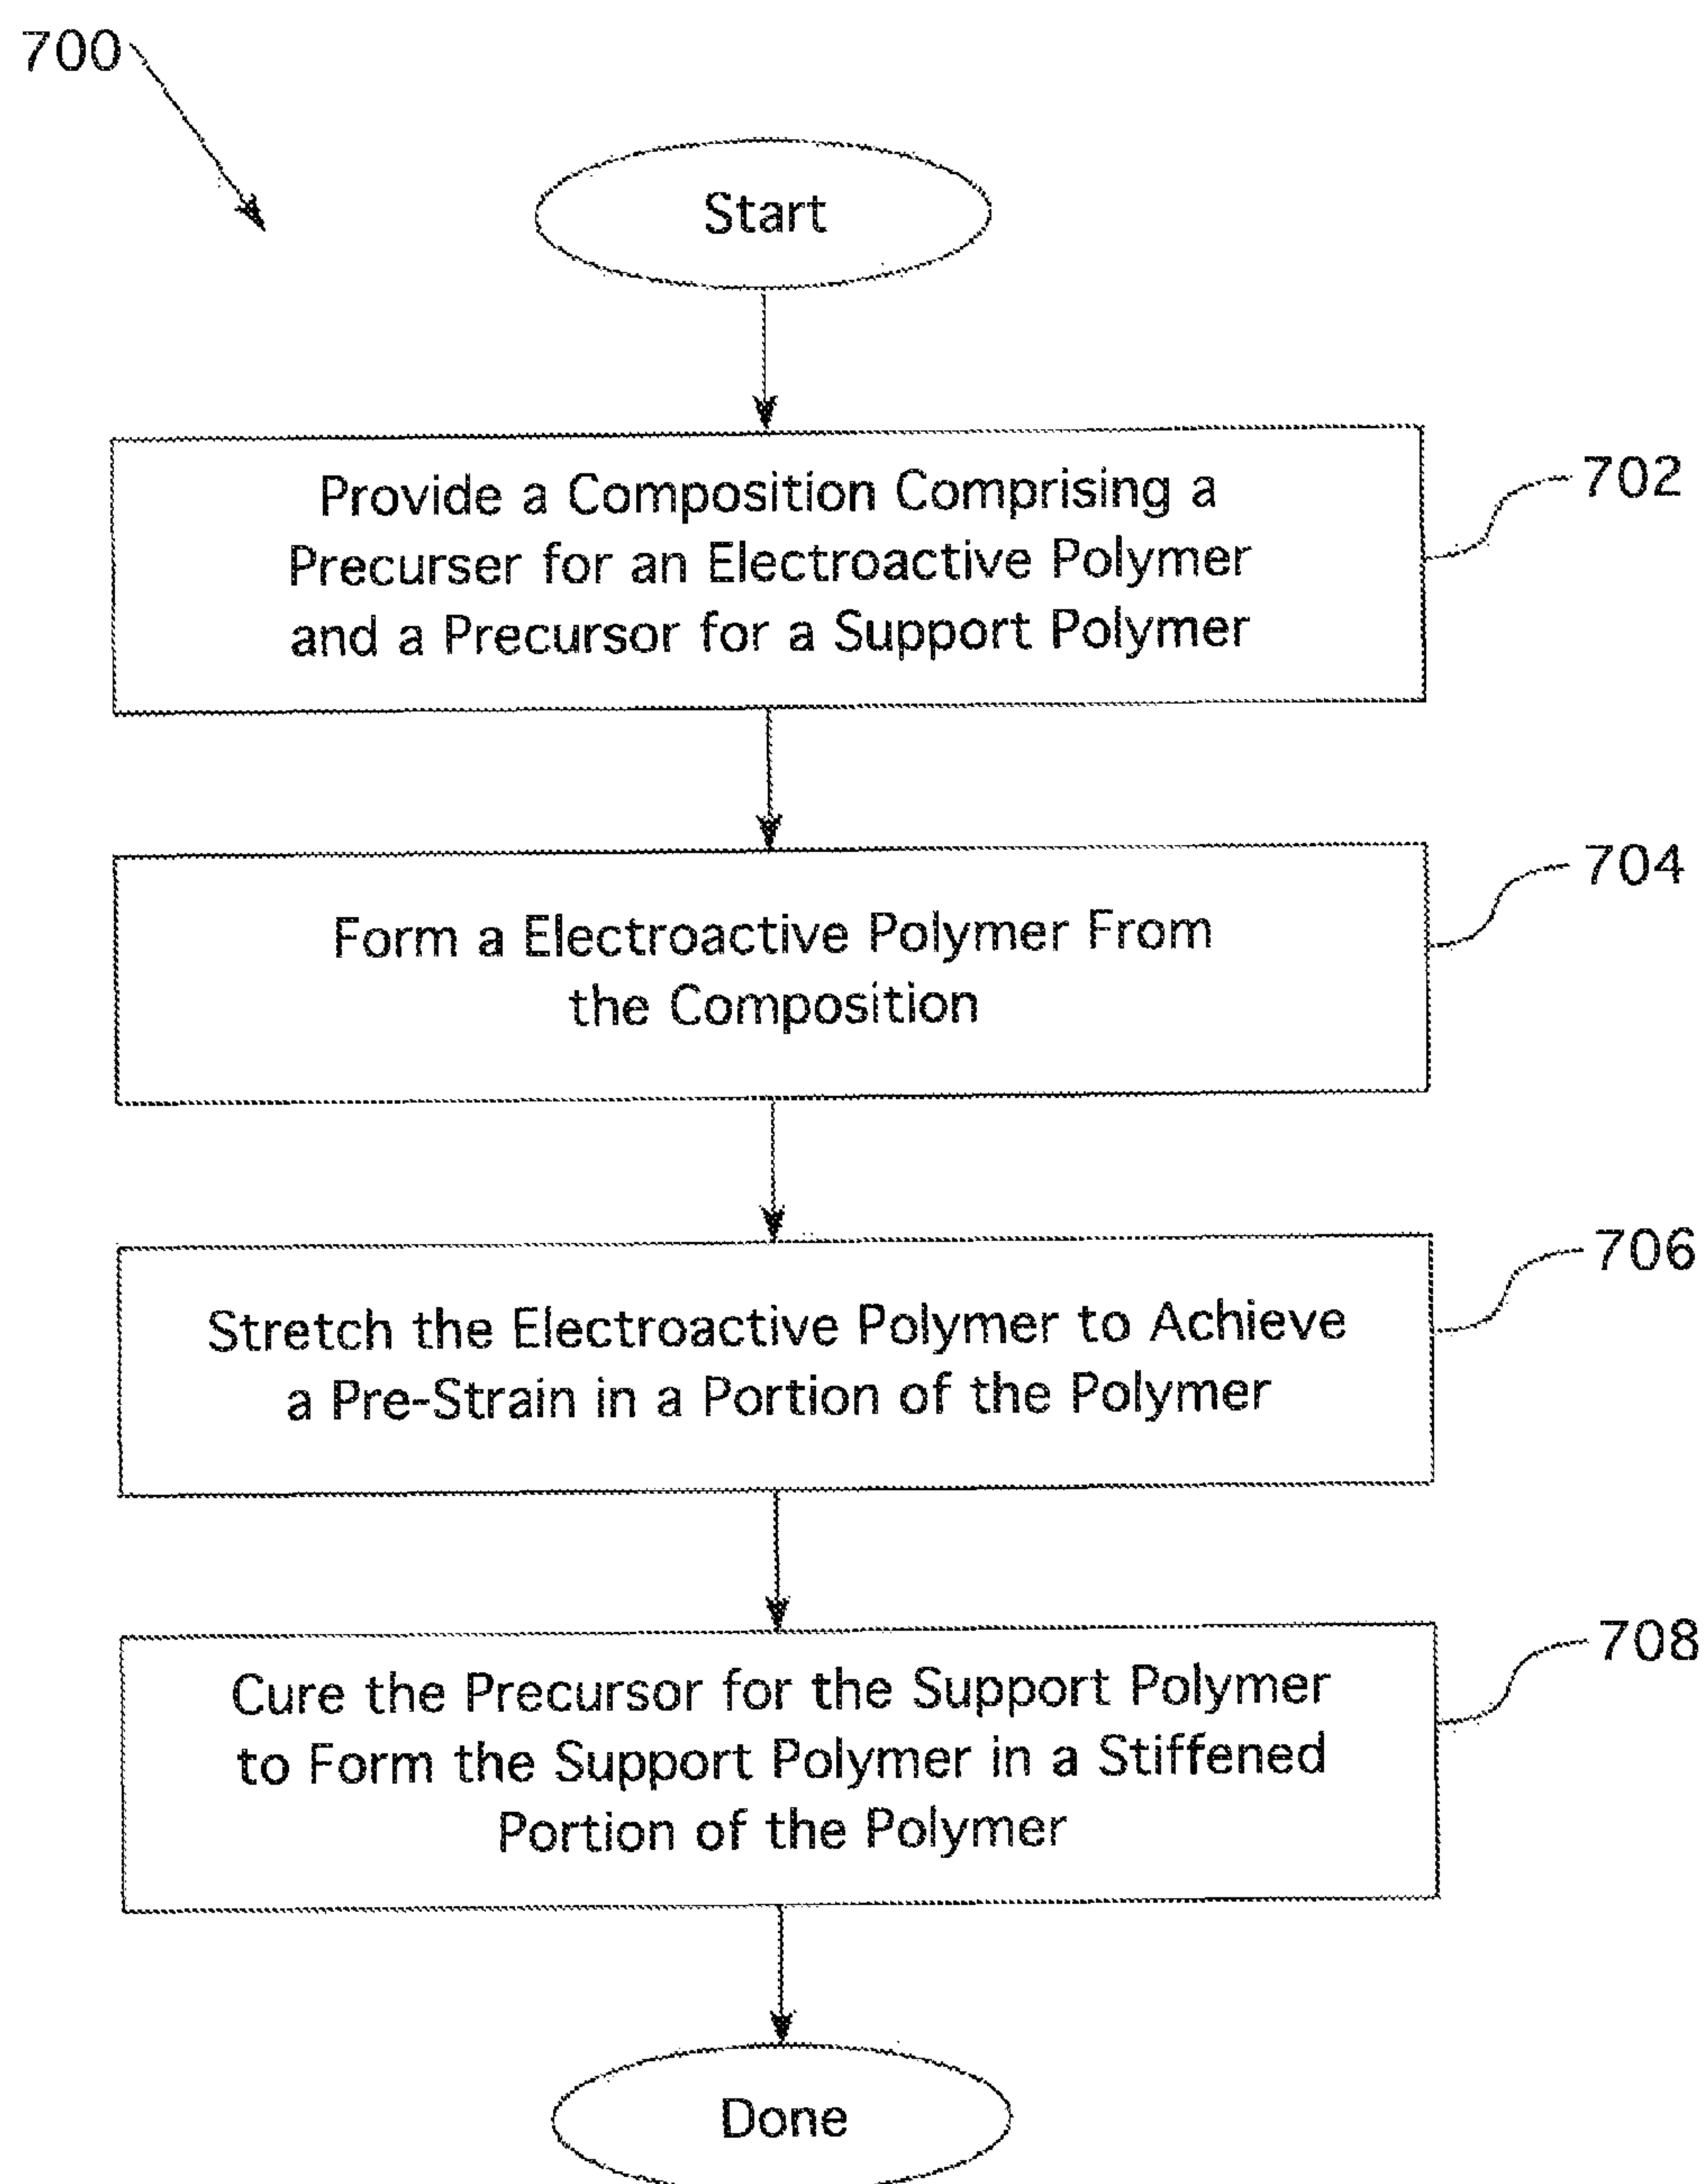 700
Start
Provide a Composition Comprising a
Precurser for an Electroactive Polymer
and a Precursor for a Support Polymer
702
Form a Electroactive Polymer From
the Composition
704
Stretch the Electroactive Polymer to Achieve
a Pre-Strain in a Portion of the Polymer
706
Cure the Precursor for the Support Polymer
to Form the Support Polymer in a Stiffened
Portion of the Polymer
708
Done